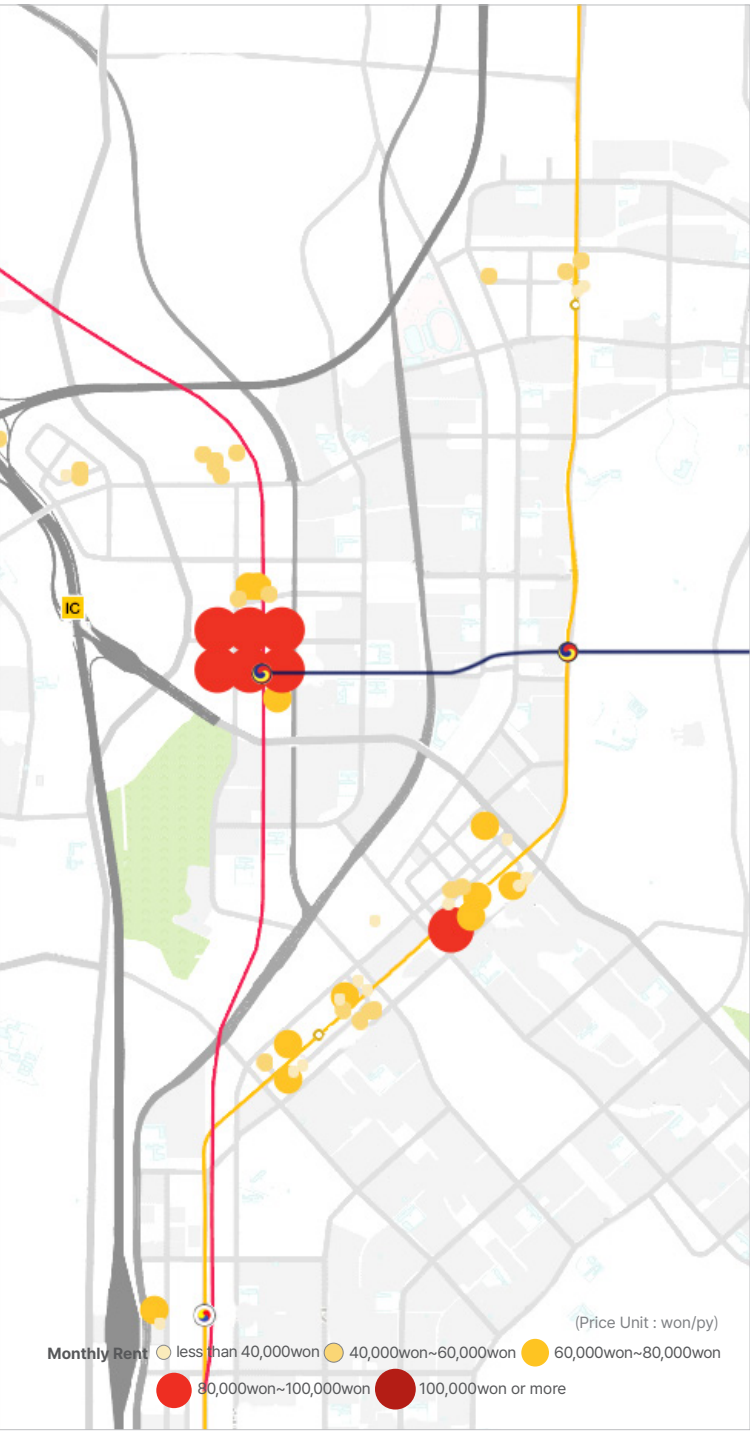 IC
(Price Unit : won/py)
Monthly Rent less than 40,000won 40,000won~60,000won 60,000won~80,000won
80,000won~100,000won 100,000won or more